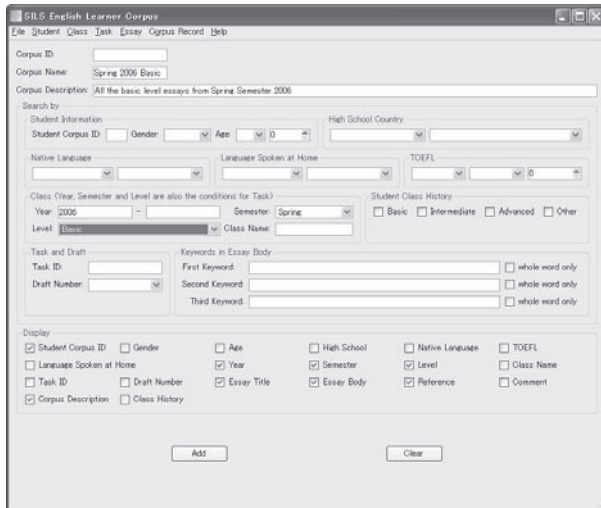 SILS English Learner Corpus
File Student Class Task Essay Corpus Record Help
Corpus ID:
Corpus Name: Spring 2006 Basic
Corpus Description: All the basic level essays from Spring Semester 2006
Search by
Student Information
High School Country
Student Corpus ID: Gender: Age: 0
Native Language
Language Spoken at Home
TOEFL
0
Class (Year, Semester and Level are also the conditions for Task)
Student Class History
Year: 2006 - Semester: Spring
Basic Intermediate Advanced Other
Level: Basic Class Name:
Task and Draft
Keywords in Essay Body
Task ID: First Keyword: whole word only
Draft Number: Second Keyword: whole word only
Third Keyword: whole word only
Display
Student Corpus ID Gender Age High School Native Language TOEFL
Language Spoken at Home Year Semester Level Class Name
Task ID Draft Number Essay Title Essay Body Reference Comment
Corpus Description Class History
Add Clear